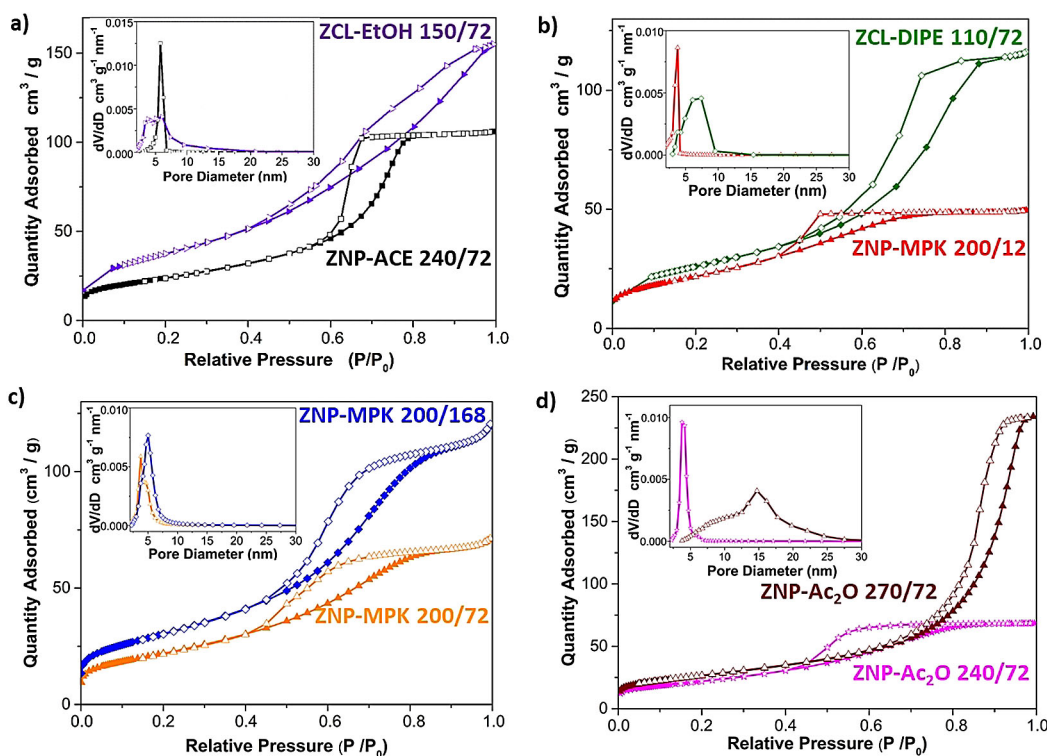 a)
ZCL-EtOH 150/72
ZNP-ACE 240/72
Quantity Adsorbed cm³ / g
0
50
100
150
0.0 0.2 0.4 0.6 0.8 1.0
Relative Pressure (P/P₀)
dV/dD cm³ g⁻¹ nm⁻¹
0.015
0.010
0.005
0.000
5 10 15 20 25 30
Pore Diameter (nm)
b)
ZCL-DIPE 110/72
ZNP-MPK 200/12
Quantity Adsorbed cm³ / g
0
50
100
0.0 0.2 0.4 0.6 0.8 1.0
Relative Pressure (P /P₀)
dV/dD cm³ g⁻¹ nm⁻¹
0.010
0.005
0.000
5 10 15 20 25 30
Pore Diameter (nm)
c)
ZNP-MPK 200/168
ZNP-MPK 200/72
Quantity Adsorbed (cm³ / g)
0
50
100
0.0 0.2 0.4 0.6 0.8 1.0
Relative Pressure (P /P₀)
dV/dD cm³ g⁻¹ nm⁻¹
0.010
0.005
0.000
5 10 15 20 25 30
Pore Diameter (nm)
d)
ZNP-Ac₂O 270/72
ZNP-Ac₂O 240/72
Quantity Adsorbed (cm³ / g)
0
50
100
150
200
250
0.0 0.2 0.4 0.6 0.8 1.0
Relative Pressure (P /P₀)
dV/dD cm³ g⁻¹ nm⁻¹
0.010
0.005
0.000
5 10 15 20 25 30
Pore Diameter (nm)